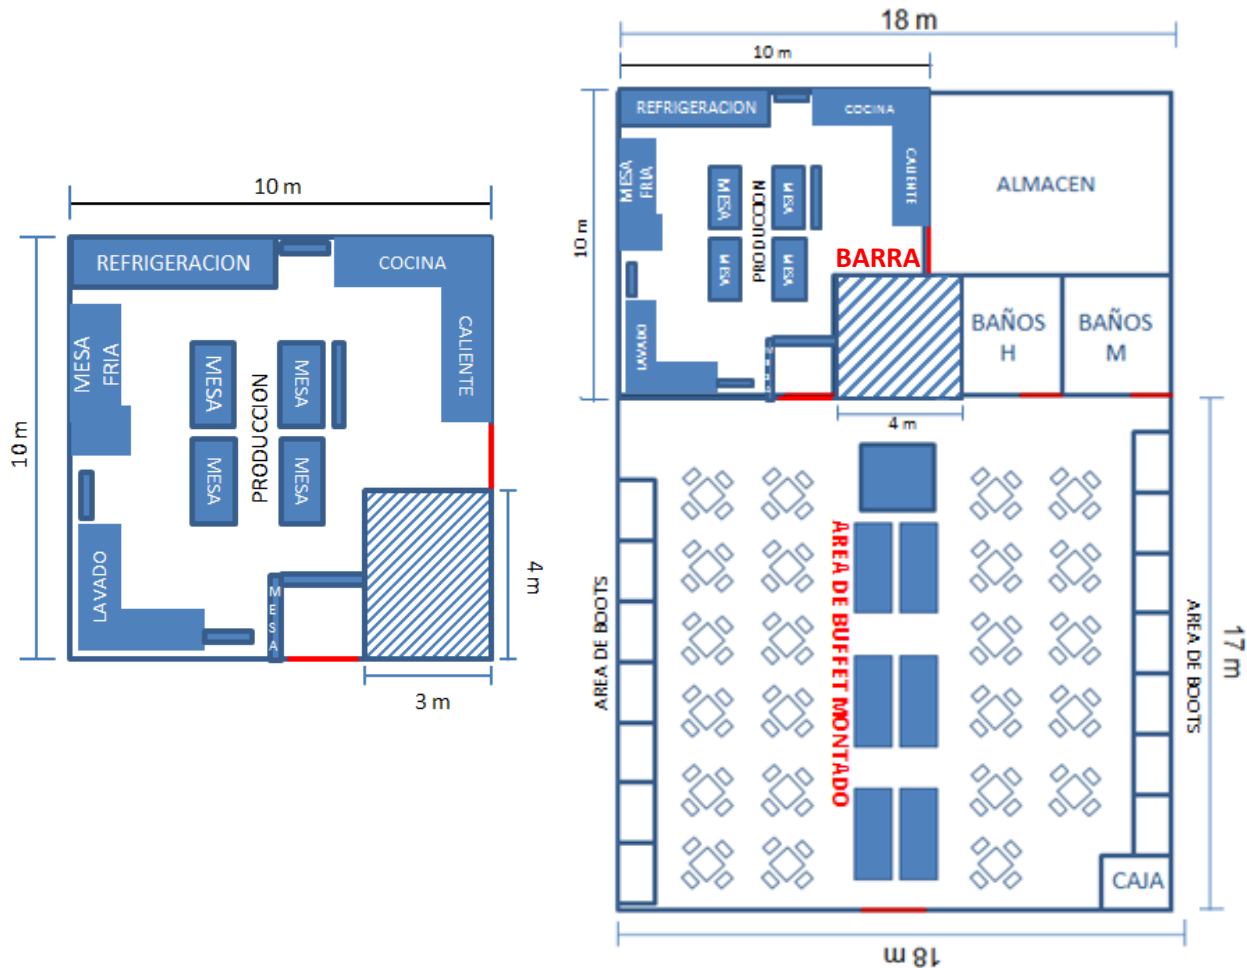 10 m
10 m
REFRIGERACION
COCINA
CALIENTE
MESA
FRIA
MESA
MESA
PRODUCCION
MESA
MESA
LAVADO
MESA
4 m
3 m
18 m
10 m
10 m
REFRIGERACION
COCINA
CALIENTE
MESA
FRIA
MESA
MESA
PRODUCCION
MESA
MESA
LAVADO
BARRA
ALMACEN
BAÑOS
H
BAÑOS
M
4 m
AREA DE BOOTS
AREA DE BUFFET MONTADO
AREA DE BOOTS
17 m
CAJA
18 m